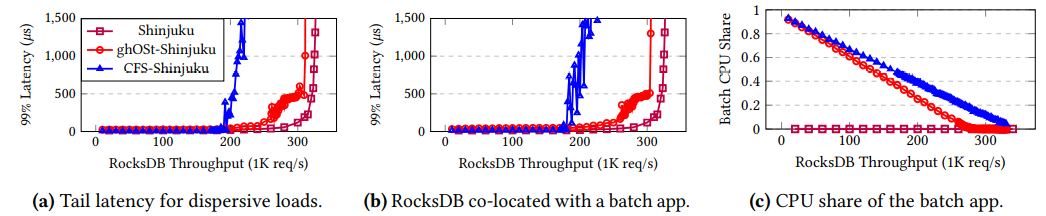 1,500
1,000
500
0
99% Latency (µs)
Shinjuku
ghOSt-Shinjuku
CFS-Shinjuku
0 100 200 300
RocksDB Throughput (1K req/s)
(a) Tail latency for dispersive loads.
1,500
1,000
500
0
99% Latency (µs)
0 100 200 300
RocksDB Throughput (1K req/s)
(b) RocksDB co-located with a batch app.
1
0.8
0.6
0.4
0.2
0
Batch CPU Share
0 100 200 300
RocksDB Throughput (1K req/s)
(c) CPU share of the batch app.